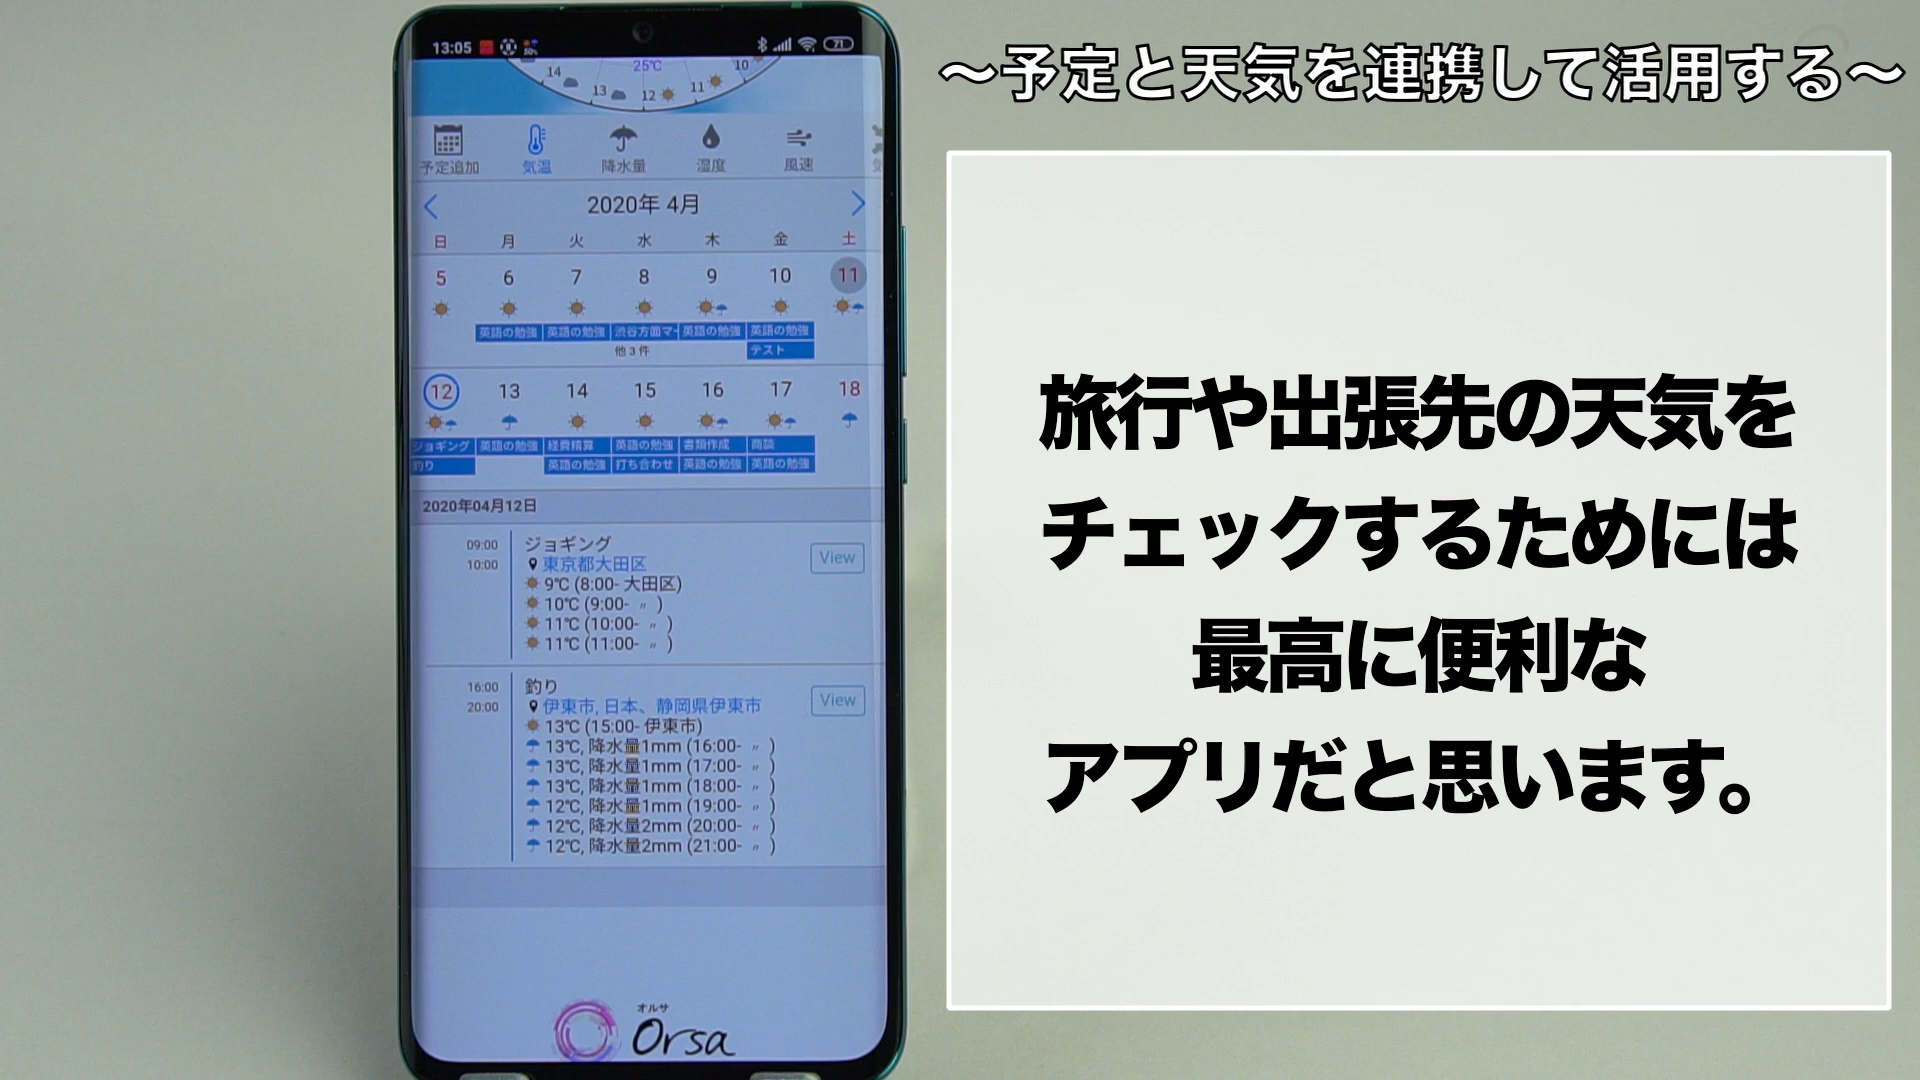 13:05
71
〜予定と天気を連携して活用する〜
14 13 12 11 10
25℃
予定追加 気温 降水量 湿度 風速
2020年 4月
日 月 火 水 木 金 土
5 6 7 8 9 10 11
英語の勉強 英語の勉強 渋谷方面マー 英語の勉強 英語の勉強
他3件 テスト
12 13 14 15 16 17 18
ジョギング 英語の勉強 経費精算 英語の勉強 書類作成 商談
釣り 英語の勉強 打ち合わせ 英語の勉強 英語の勉強
2020年04月12日
09:00 ジョギング View
10:00 東京都大田区
9℃ (8:00- 大田区)
10℃ (9:00- 〃 )
11℃ (10:00- 〃 )
11℃ (11:00- 〃 )
16:00 釣り View
20:00 伊東市, 日本、静岡県伊東市
13℃ (15:00- 伊東市)
13℃, 降水量1mm (16:00- 〃 )
13℃, 降水量1mm (17:00- 〃 )
13℃, 降水量1mm (18:00- 〃 )
12℃, 降水量1mm (19:00- 〃 )
12℃, 降水量2mm (20:00- 〃 )
12℃, 降水量2mm (21:00- 〃 )
オルサ
Orsa
旅行や出張先の天気を
チェックするためには
最高に便利な
アプリだと思います。